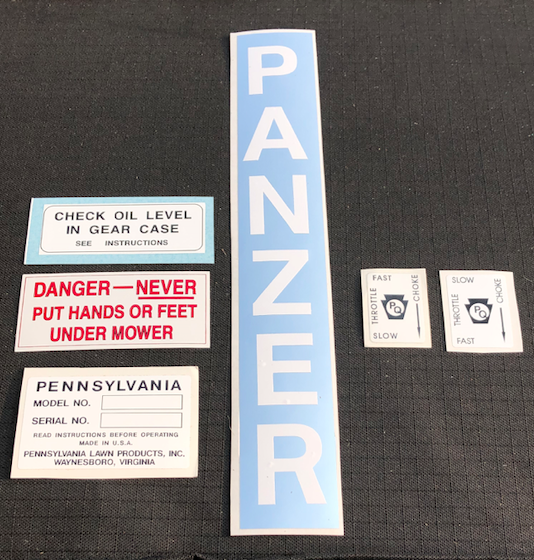 PANZER
CHECK OIL LEVEL
IN GEAR CASE
SEE INSTRUCTIONS
DANGER—NEVER
PUT HANDS OR FEET
UNDER MOWER
PENNSYLVANIA
MODEL NO.
SERIAL NO.
READ INSTRUCTIONS BEFORE OPERATING
MADE IN U.S.A.
PENNSYLVANIA LAWN PRODUCTS, INC.
WAYNESBORO, VIRGINIA
FAST
THROTTLE
CHOKE
PQ
SLOW
SLOW
THROTTLE
CHOKE
PQ
FAST